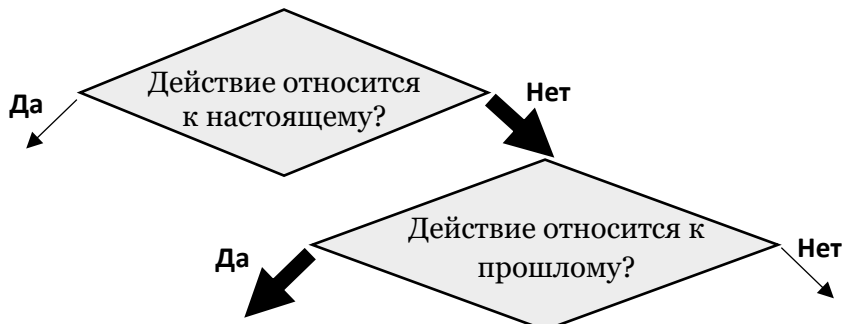 Действие относится
к настоящему?
Да
Нет
Действие относится к
прошлому?
Да
Нет